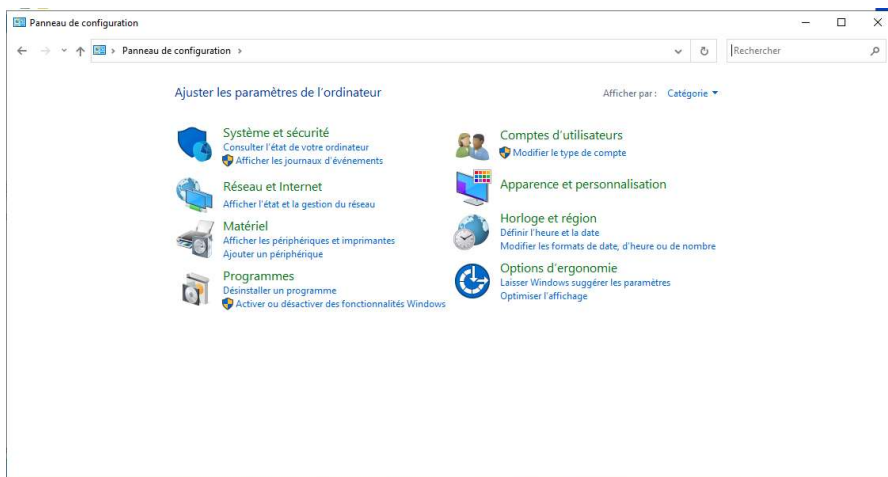 Panneau de configuration
Panneau de configuration
Rechercher
Ajuster les paramètres de l'ordinateur
Afficher par : Catégorie
Système et sécurité
Consulter l'état de votre ordinateur
Afficher les journaux d'événements
Réseau et Internet
Afficher l'état et la gestion du réseau
Matériel
Afficher les périphériques et imprimantes
Ajouter un périphérique
Programmes
Désinstaller un programme
Activer ou désactiver des fonctionnalités Windows
Comptes d'utilisateurs
Modifier le type de compte
Apparence et personnalisation
Horloge et région
Définir l'heure et la date
Modifier les formats de date, d'heure ou de nombre
Options d'ergonomie
Laisser Windows suggérer les paramètres
Optimiser l'affichage